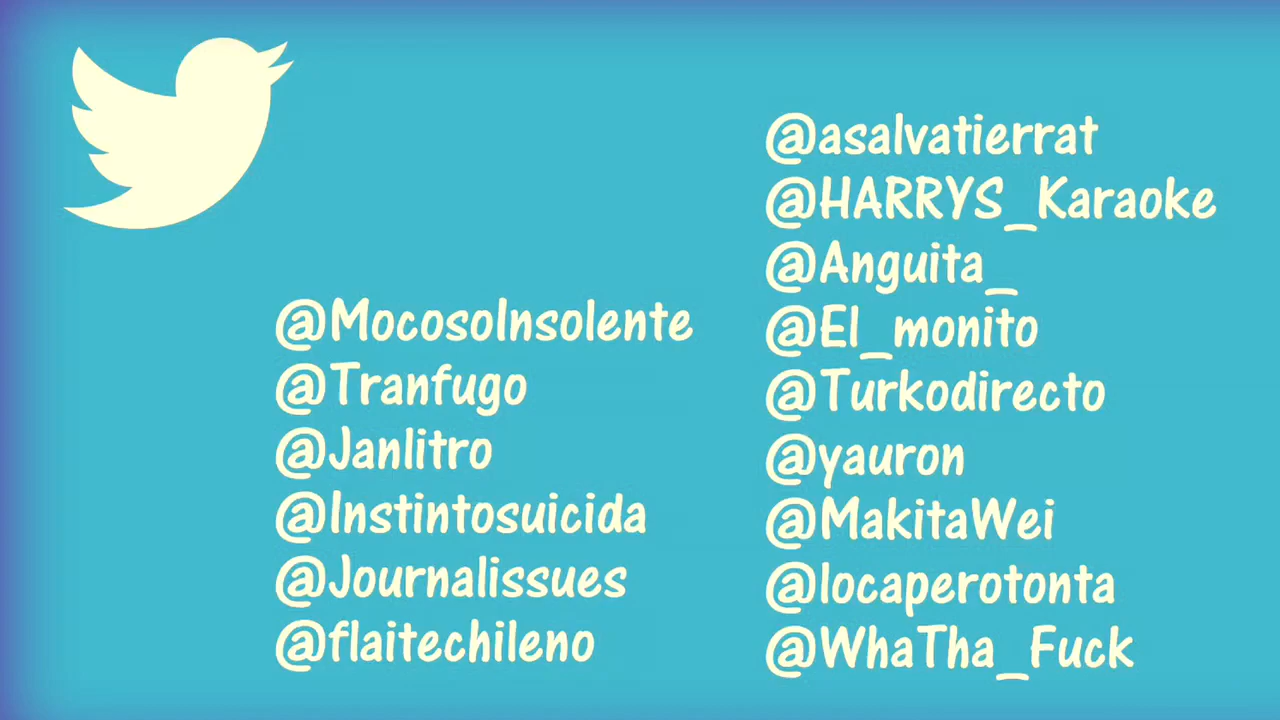 @MocosoInsolente
@Tranfugo
@Janlitro
@Instintosuicida
@Journalissues
@flaitechileno
@asalvatierrat
@HARRYS_Karaoke
@Anguita_
@El_monito
@Turkodirecto
@yauron
@MakitaWei
@locaperotonta
@WhaTha_Fuck